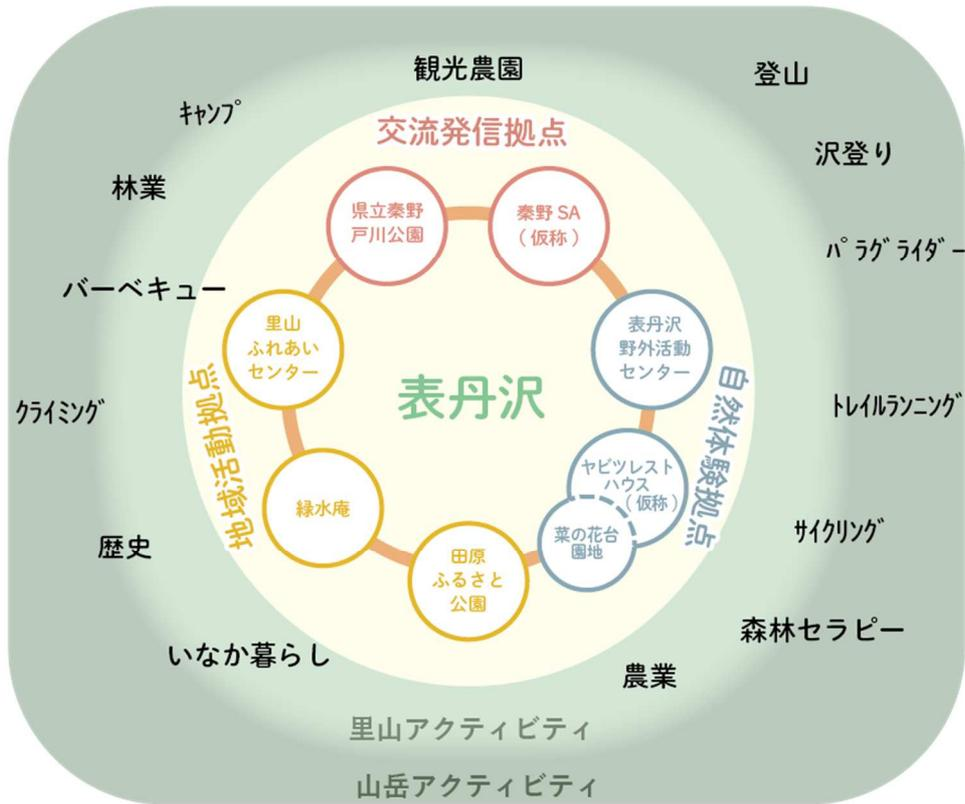 観光農園
登山
キャンプ
沢登り
林業
パラグライダー
バーベキュー
クライミング
トレイルランニング
歴史
サイクリング
いなか暮らし
森林セラピー
農業
交流発信拠点
県立秦野
戸川公園
秦野 SA
（仮称）
里山
ふれあい
センター
表丹沢
野外活動
センター
表丹沢
地域活動拠点
自然体験拠点
ヤビツレスト
ハウス
（仮称）
緑水庵
菜の花台
園地
田原
ふるさと
公園
里山アクティビティ
山岳アクティビティ